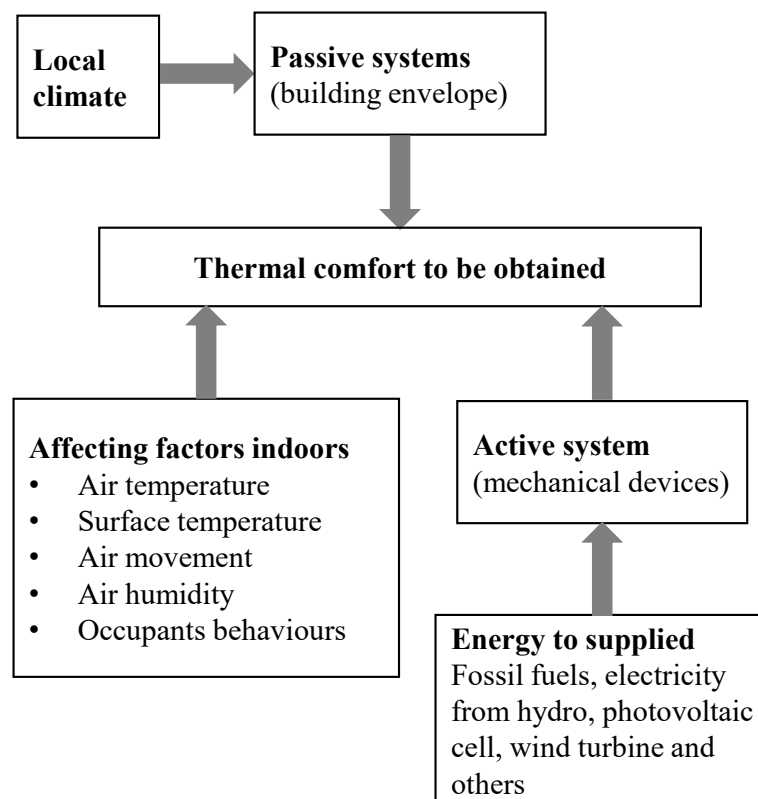 Local
climate
Passive systems
(building envelope)
Thermal comfort to be obtained
Affecting factors indoors
• Air temperature
• Surface temperature
• Air movement
• Air humidity
• Occupants behaviours
Active system
(mechanical devices)
Energy to supplied
Fossil fuels, electricity
from hydro, photovoltaic
cell, wind turbine and
others